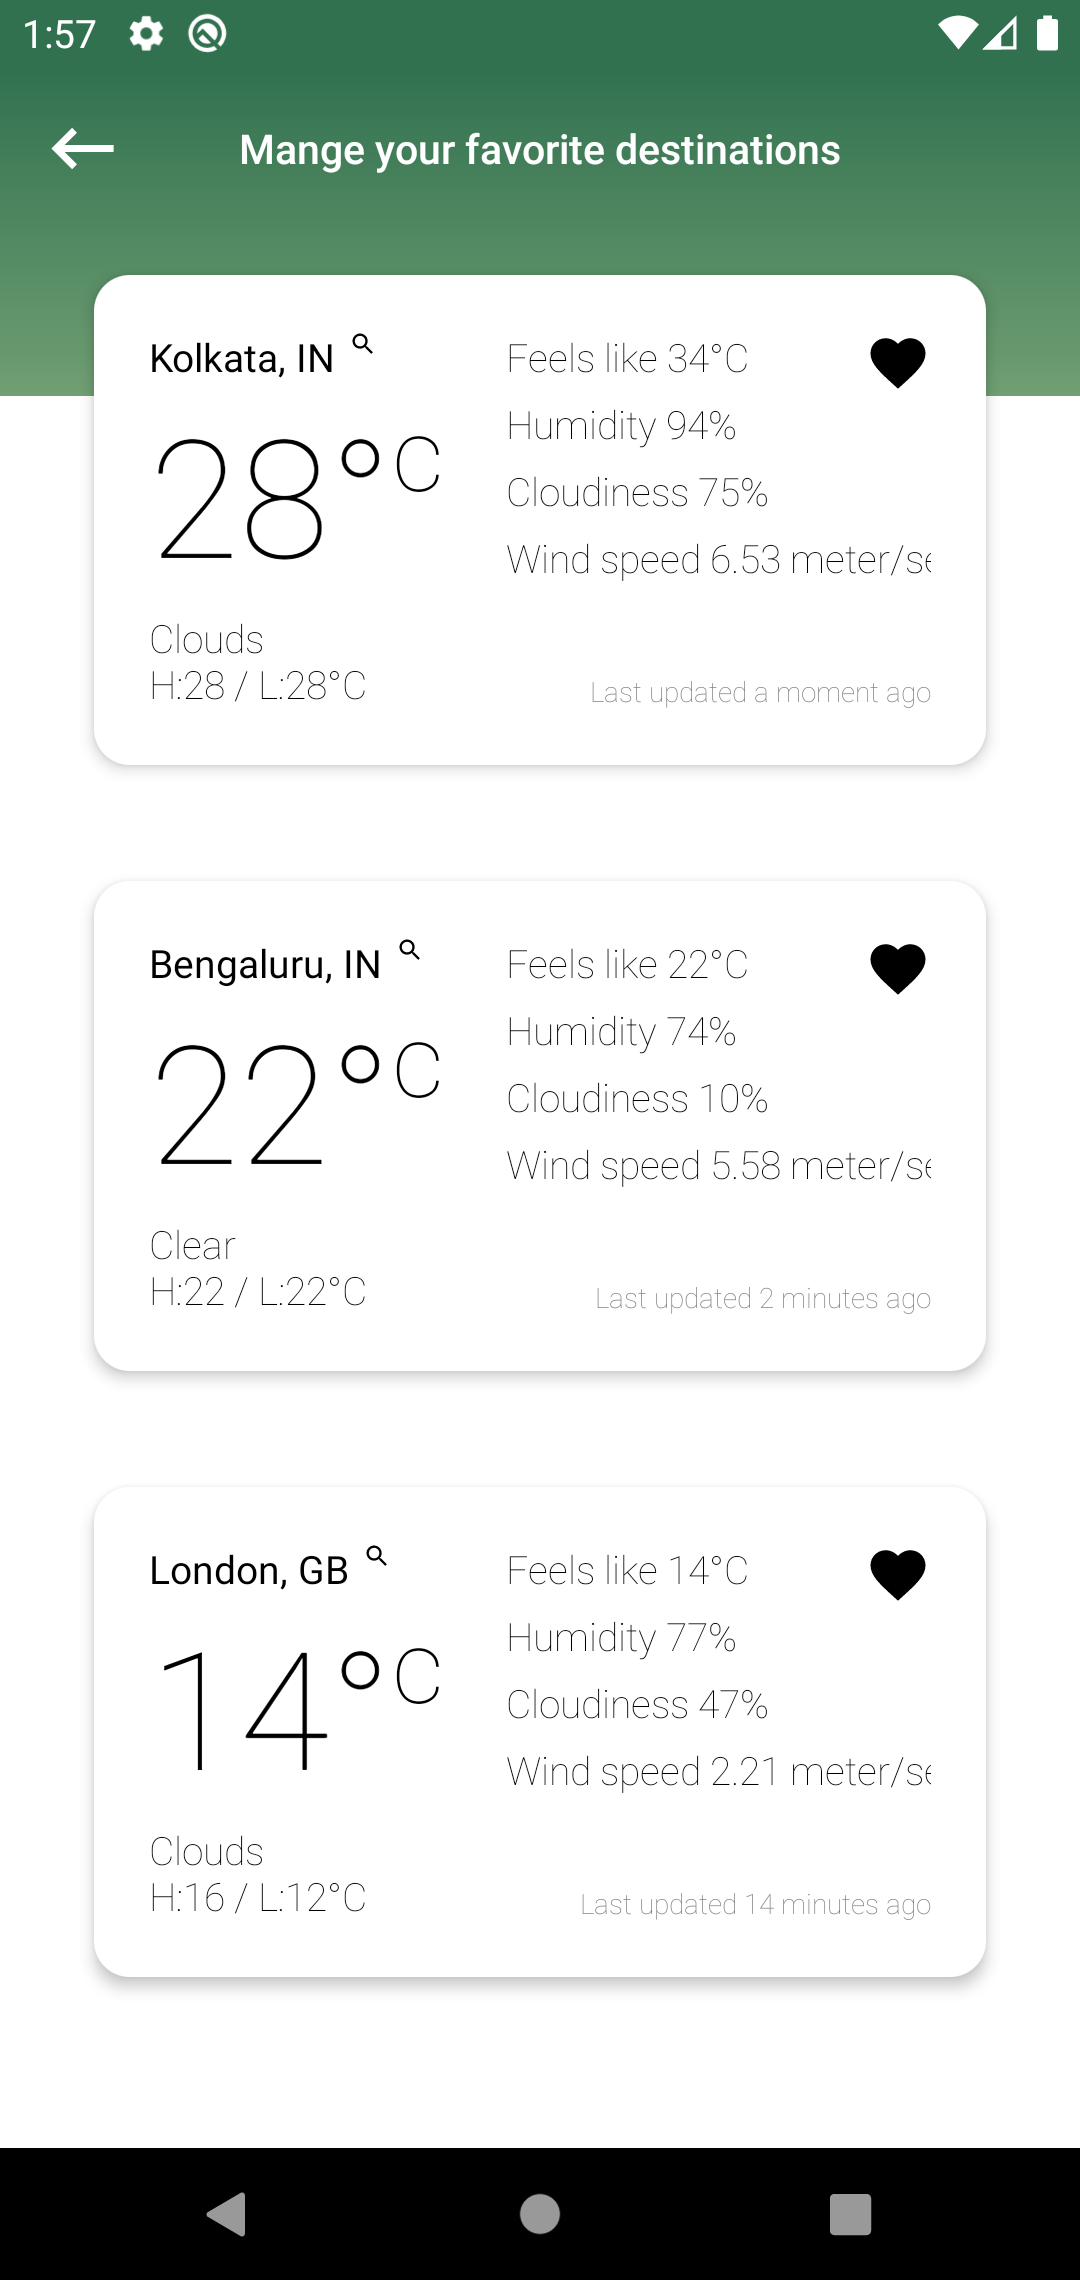 1:57
Mange your favorite destinations
Kolkata, IN
28°C
Clouds
H:28 / L:28°C
Feels like 34°C
Humidity 94%
Cloudiness 75%
Wind speed 6.53 meter/se
Last updated a moment ago
Bengaluru, IN
22°C
Clear
H:22 / L:22°C
Feels like 22°C
Humidity 74%
Cloudiness 10%
Wind speed 5.58 meter/se
Last updated 2 minutes ago
London, GB
14°C
Clouds
H:16 / L:12°C
Feels like 14°C
Humidity 77%
Cloudiness 47%
Wind speed 2.21 meter/se
Last updated 14 minutes ago